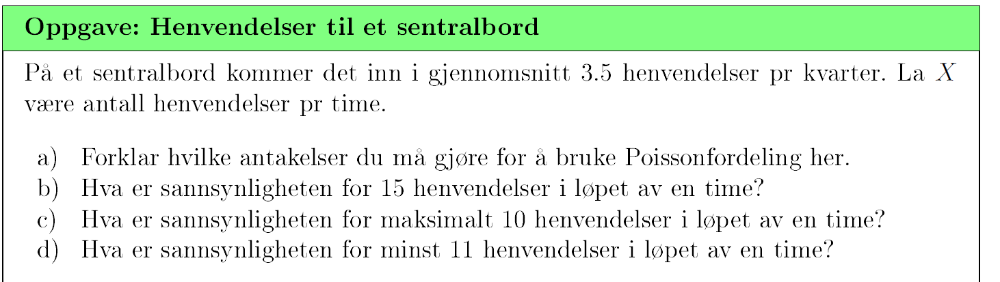 Oppgave: Henvendelser til et sentralbord
På et sentralbord kommer det inn i gjennomsnitt 3.5 henvendelser pr kvarter. La X
være antall henvendelser pr time.
a) Forklar hvilke antakelser du må gjøre for å bruke Poissonfordeling her.
b) Hva er sannsynligheten for 15 henvendelser i løpet av en time?
c) Hva er sannsynligheten for maksimalt 10 henvendelser i løpet av en time?
d) Hva er sannsynligheten for minst 11 henvendelser i løpet av en time?